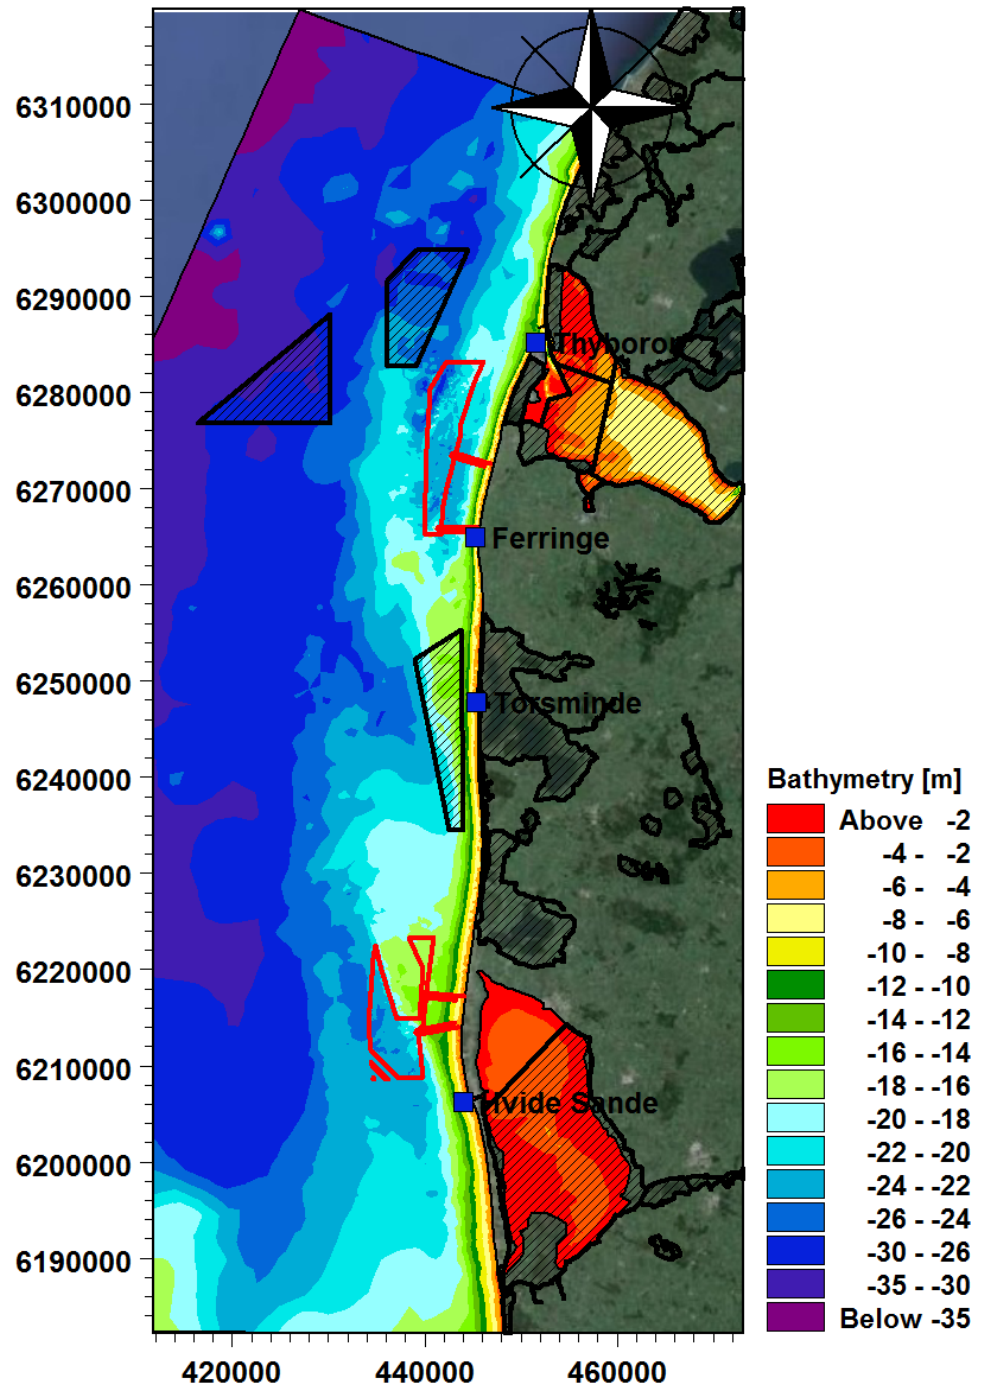 6310000
6300000
6290000
6280000
6270000
6260000
6250000
6240000
6230000
6220000
6210000
6200000
6190000
420000
440000
460000
Thyboron
Ferringe
Torsminde
Hvide Sande
Bathymetry [m]
Above -2
-4 - -2
-6 - -4
-8 - -6
-10 - -8
-12 - -10
-14 - -12
-16 - -14
-18 - -16
-20 - -18
-22 - -20
-24 - -22
-26 - -24
-30 - -26
-35 - -30
Below -35